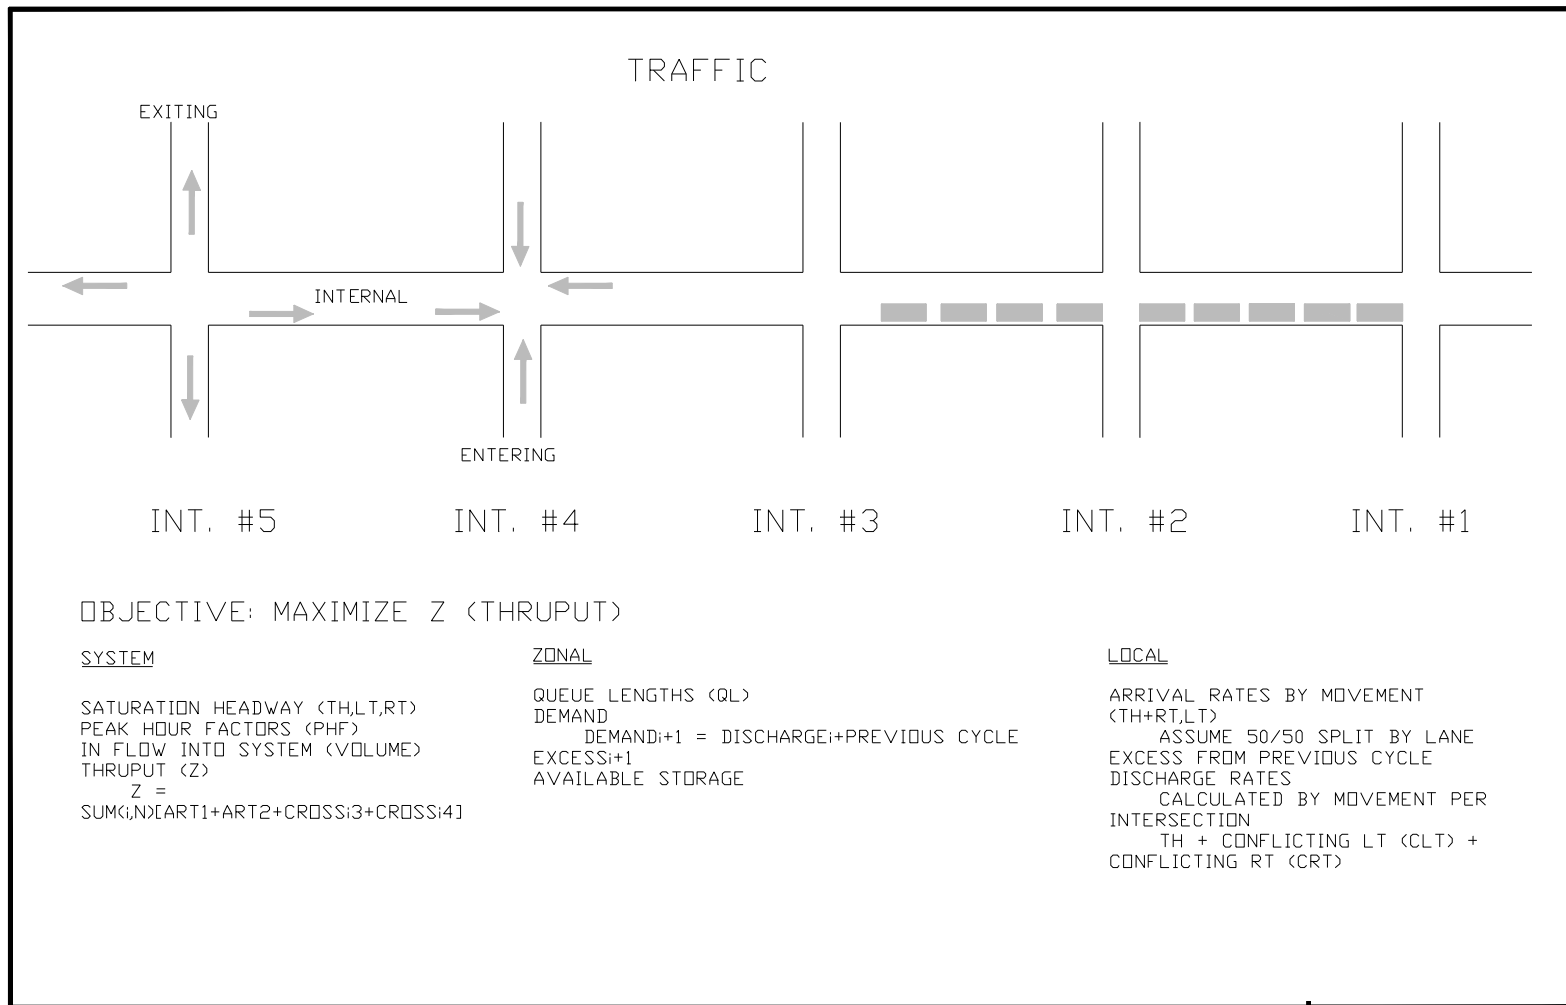 TRAFFIC
EXITING
INTERNAL
ENTERING
INT. #5
INT. #4
INT. #3
INT. #2
INT. #1
OBJECTIVE: MAXIMIZE Z (THRUPUT)
SYSTEM
SATURATION HEADWAY (TH,LT,RT)
PEAK HOUR FACTORS (PHF)
IN FLOW INTO SYSTEM (VOLUME)
THRUPUT (Z)
Z =
SUM(i,N)[ART1+ART2+CROSSi3+CROSSi4]
ZONAL
QUEUE LENGTHS (QL)
DEMAND
DEMANDi+1 = DISCHARGEi+PREVIOUS CYCLE
EXCESSi+1
AVAILABLE STORAGE
LOCAL
ARRIVAL RATES BY MOVEMENT
(TH+RT,LT)
ASSUME 50/50 SPLIT BY LANE
EXCESS FROM PREVIOUS CYCLE
DISCHARGE RATES
CALCULATED BY MOVEMENT PER
INTERSECTION
TH + CONFLICTING LT (CLT) +
CONFLICTING RT (CRT)